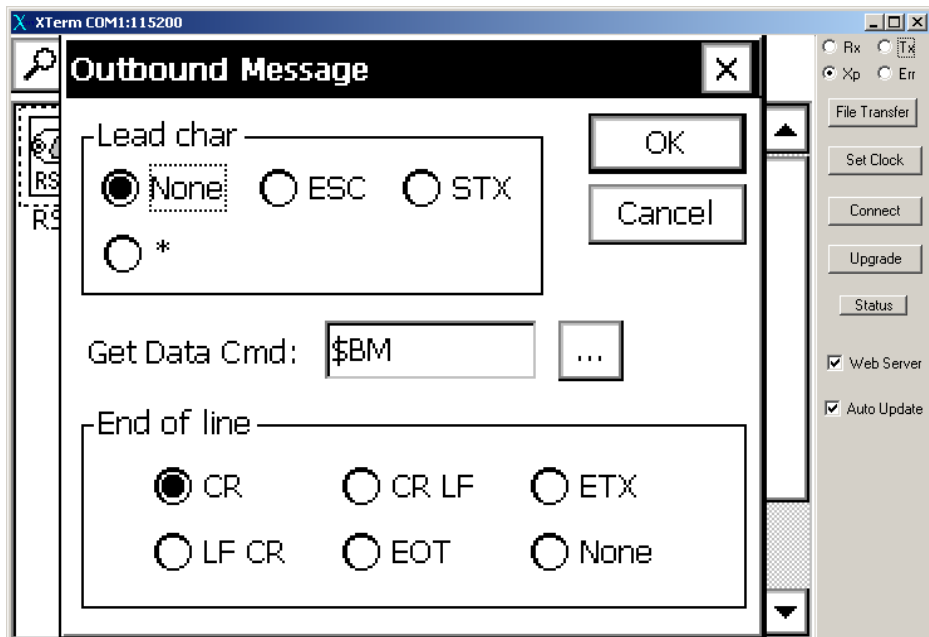 XTerm COM1:115200
Outbound Message
Lead char
None ESC STX
*
OK
Cancel
Get Data Cmd: $BM ...
End of line
CR CR LF ETX
LF CR EOT None
RS
RS
Rx Tx
Xp Err
File Transfer
Set Clock
Connect
Upgrade
Status
Web Server
Auto Update